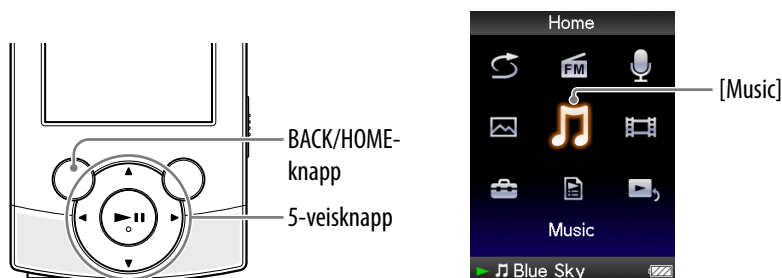 BACK/HOME-
knapp
5-veisknapp
Home
FM
[Music]
Music
Blue Sky